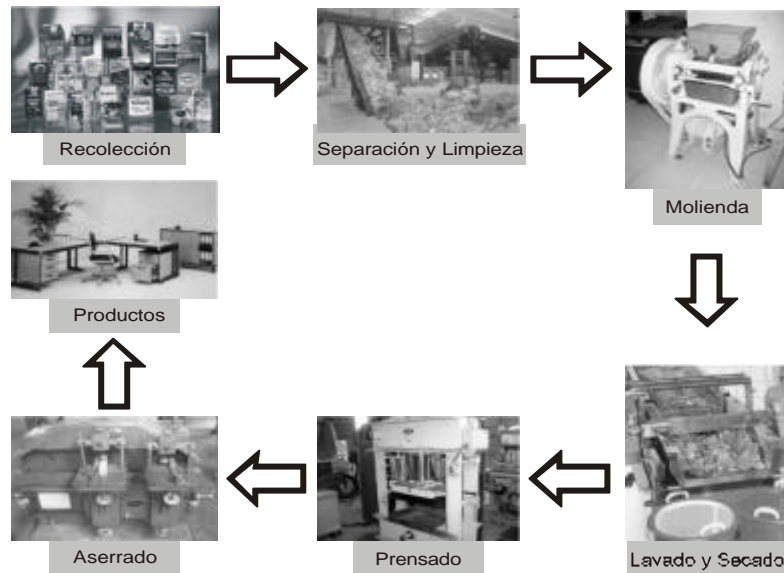 Recolección
Separación y Limpieza
Molienda
Lavado y Secado
Prensado
Aserrado
Productos